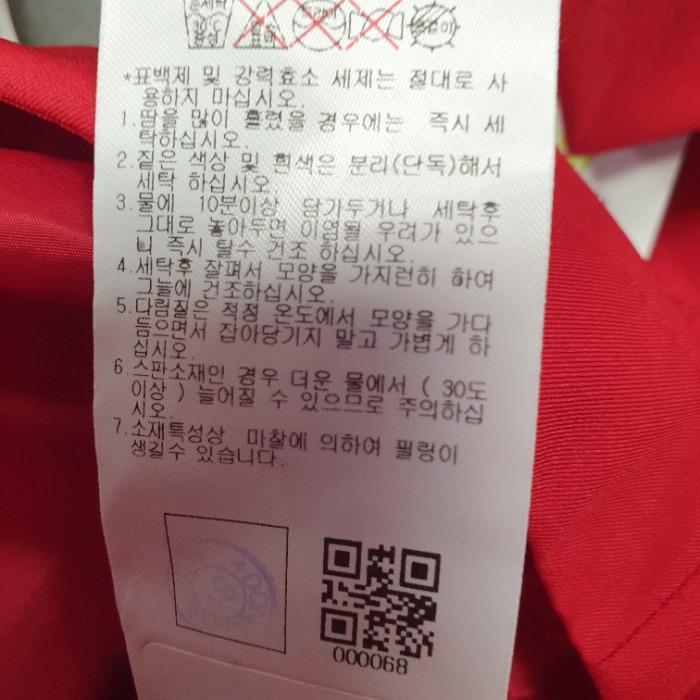 *표백제 및 강력효소 세제는 절대로 사
용하지 마십시오.
1.땀을 많이 흘렸을 경우에는 즉시 세
탁하십시오.
2.짙은 색상 및 흰색은 분리(단독)해서
세탁 하십시오
3.물에 10분이상 담가두거나 세탁후
그대로 놓아두면 이염될 우려가 있으
니 즉시 탈수 건조 하십시오.
4.세탁후 잘펴서 모양을 가지런히 하여
그늘에 건조하십시오.
5.다림질은 적정 온도에서 모양을 가다
듬으면서 잡아당기지 말고 가볍게 하
십시오.
6.스판소재인 경우 더운 물에서 ( 30도
이상 ) 늘어질 수 있으므로 주의하십
시오.
7.소재특성상 마찰에 의하여 필링이
생길수 있습니다.
000068